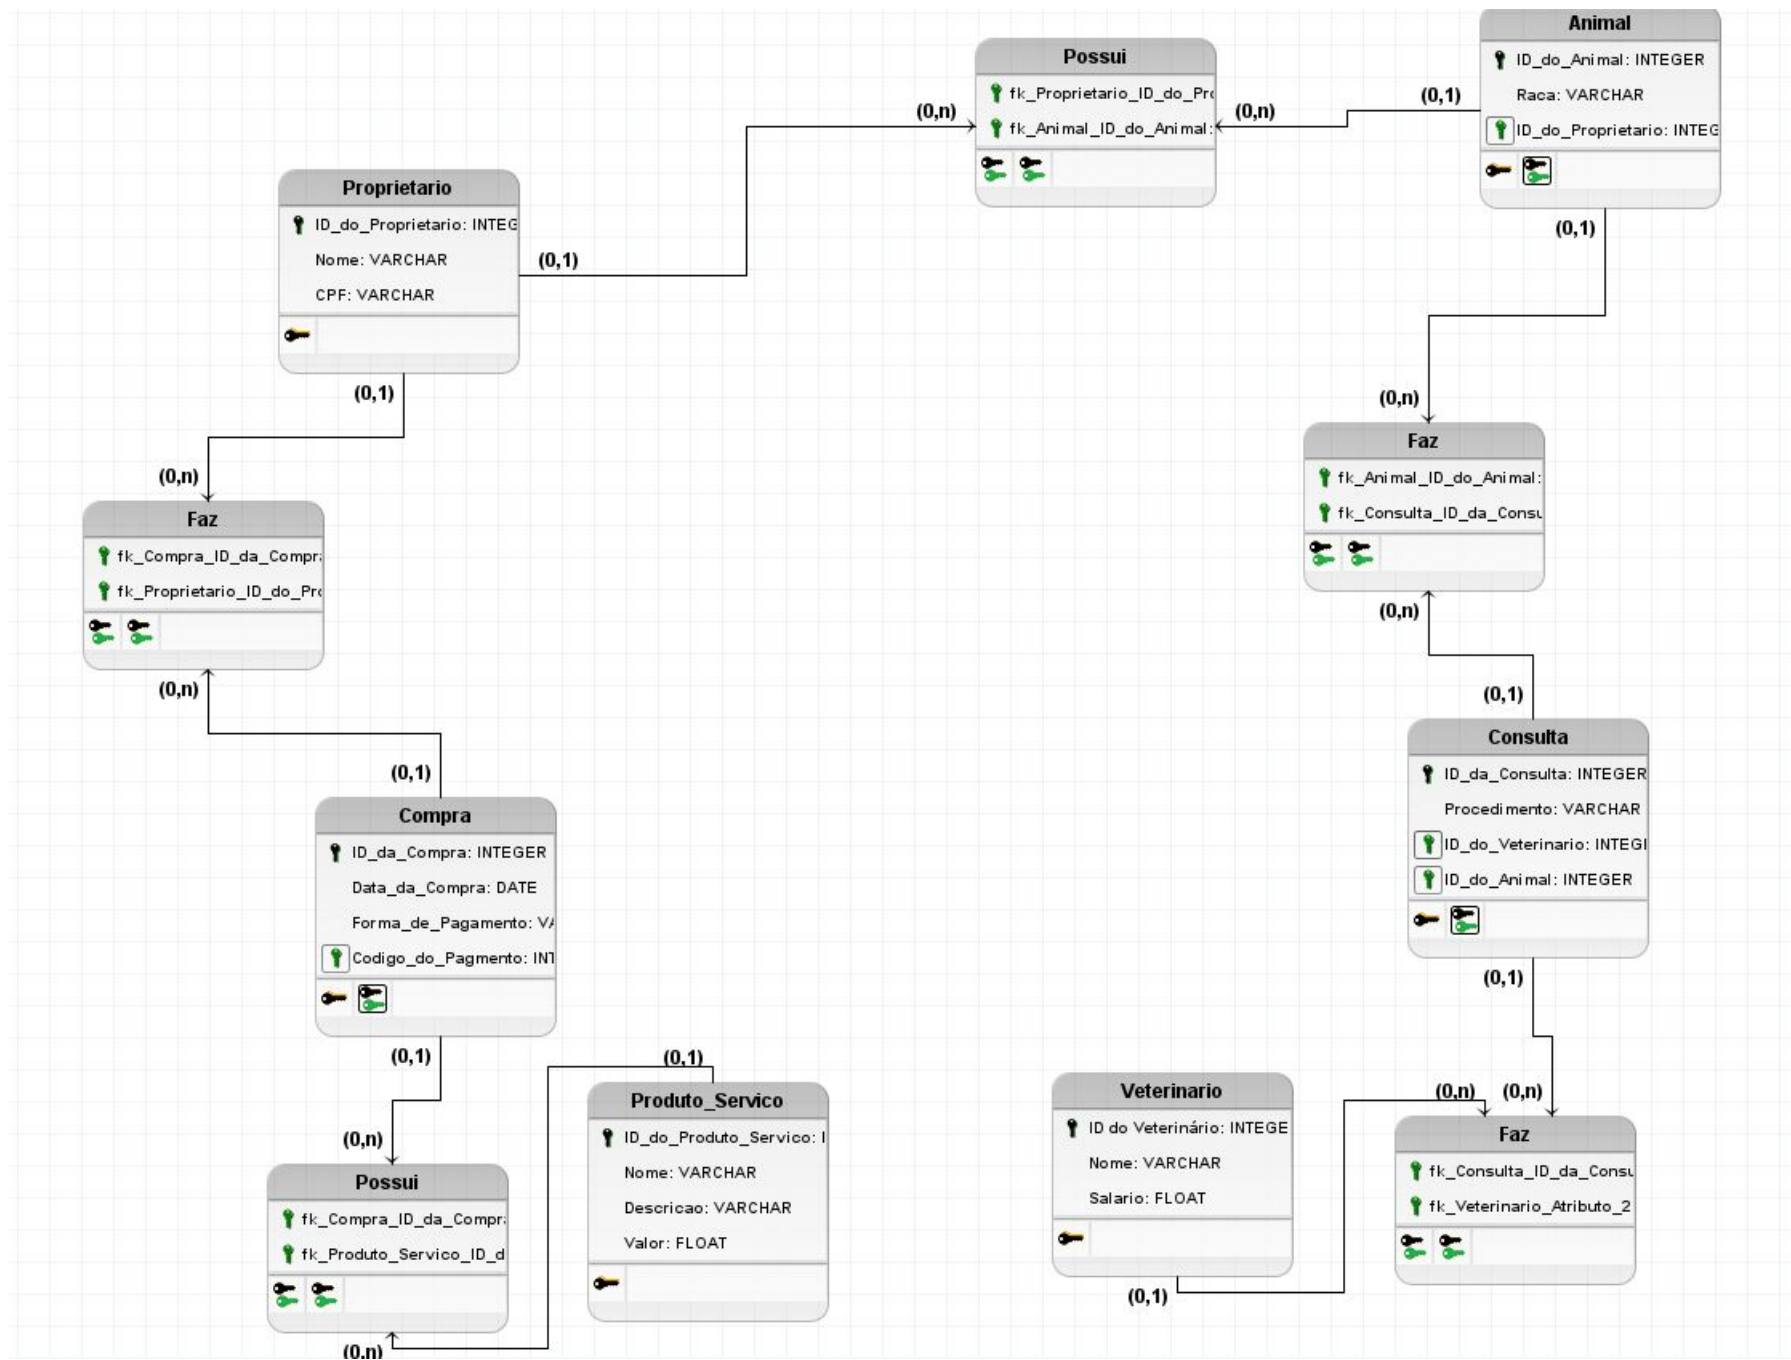 Animal
ID_do_Animal: INTEGER
Raca: VARCHAR
ID_do_Proprietario: INTEG
(0,1)
(0,1)
Possui
fk_Proprietario_ID_do_Pro
fk_Animal_ID_do_Animal:
(0,n)
(0,n)
Proprietario
ID_do_Proprietario: INTEG
Nome: VARCHAR
CPF: VARCHAR
(0,1)
(0,1)
(0,n)
Faz
fk_Compra_ID_da_Compra
fk_Proprietario_ID_do_Pro
(0,n)
(0,n)
Faz
fk_Animal_ID_do_Animal:
fk_Consulta_ID_da_Consu
(0,n)
(0,1)
Consulta
ID_da_Consulta: INTEGER
Procedimento: VARCHAR
ID_do_Veterinario: INTEGI
ID_do_Animal: INTEGER
(0,1)
(0,1)
Compra
ID_da_Compra: INTEGER
Data_da_Compra: DATE
Forma_de_Pagamento: VA
Codigo_do_Pagmento: INT
(0,1)
(0,n)
Possui
fk_Compra_ID_da_Compra
fk_Produto_Servico_ID_d
(0,n)
(0,1)
Produto_Servico
ID_do_Produto_Servico: I
Nome: VARCHAR
Descricao: VARCHAR
Valor: FLOAT
Veterinario
ID do Veterinário: INTEGE
Nome: VARCHAR
Salario: FLOAT
(0,1)
(0,n)
(0,n)
Faz
fk_Consulta_ID_da_Consu
fk_Veterinario_Atributo_2